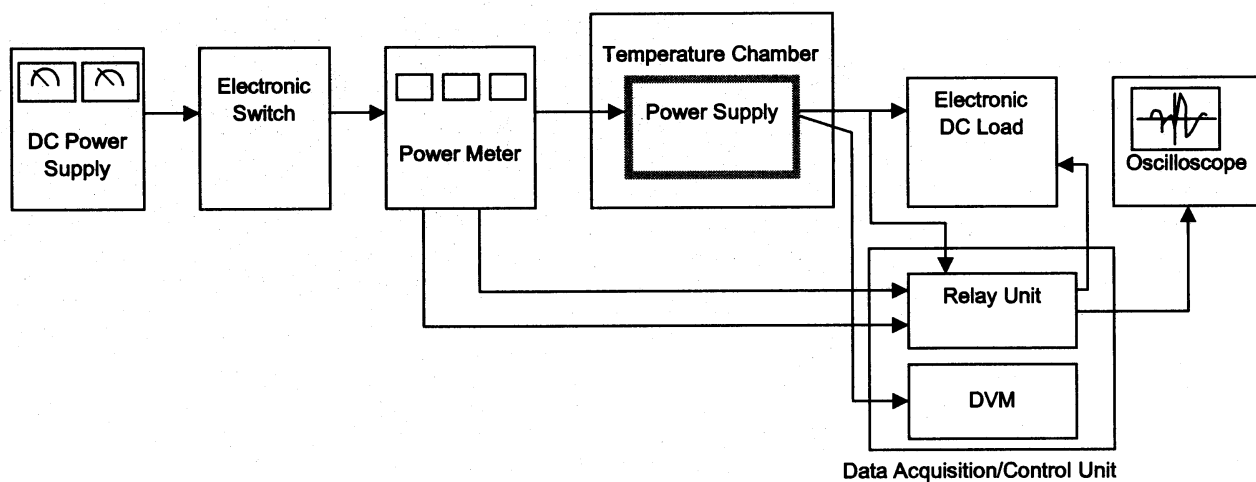 DC Power
Supply
Electronic
Switch
Power Meter
Temperature Chamber
Power Supply
Electronic
DC Load
Oscilloscope
Relay Unit
DVM
Data Acquisition/Control Unit